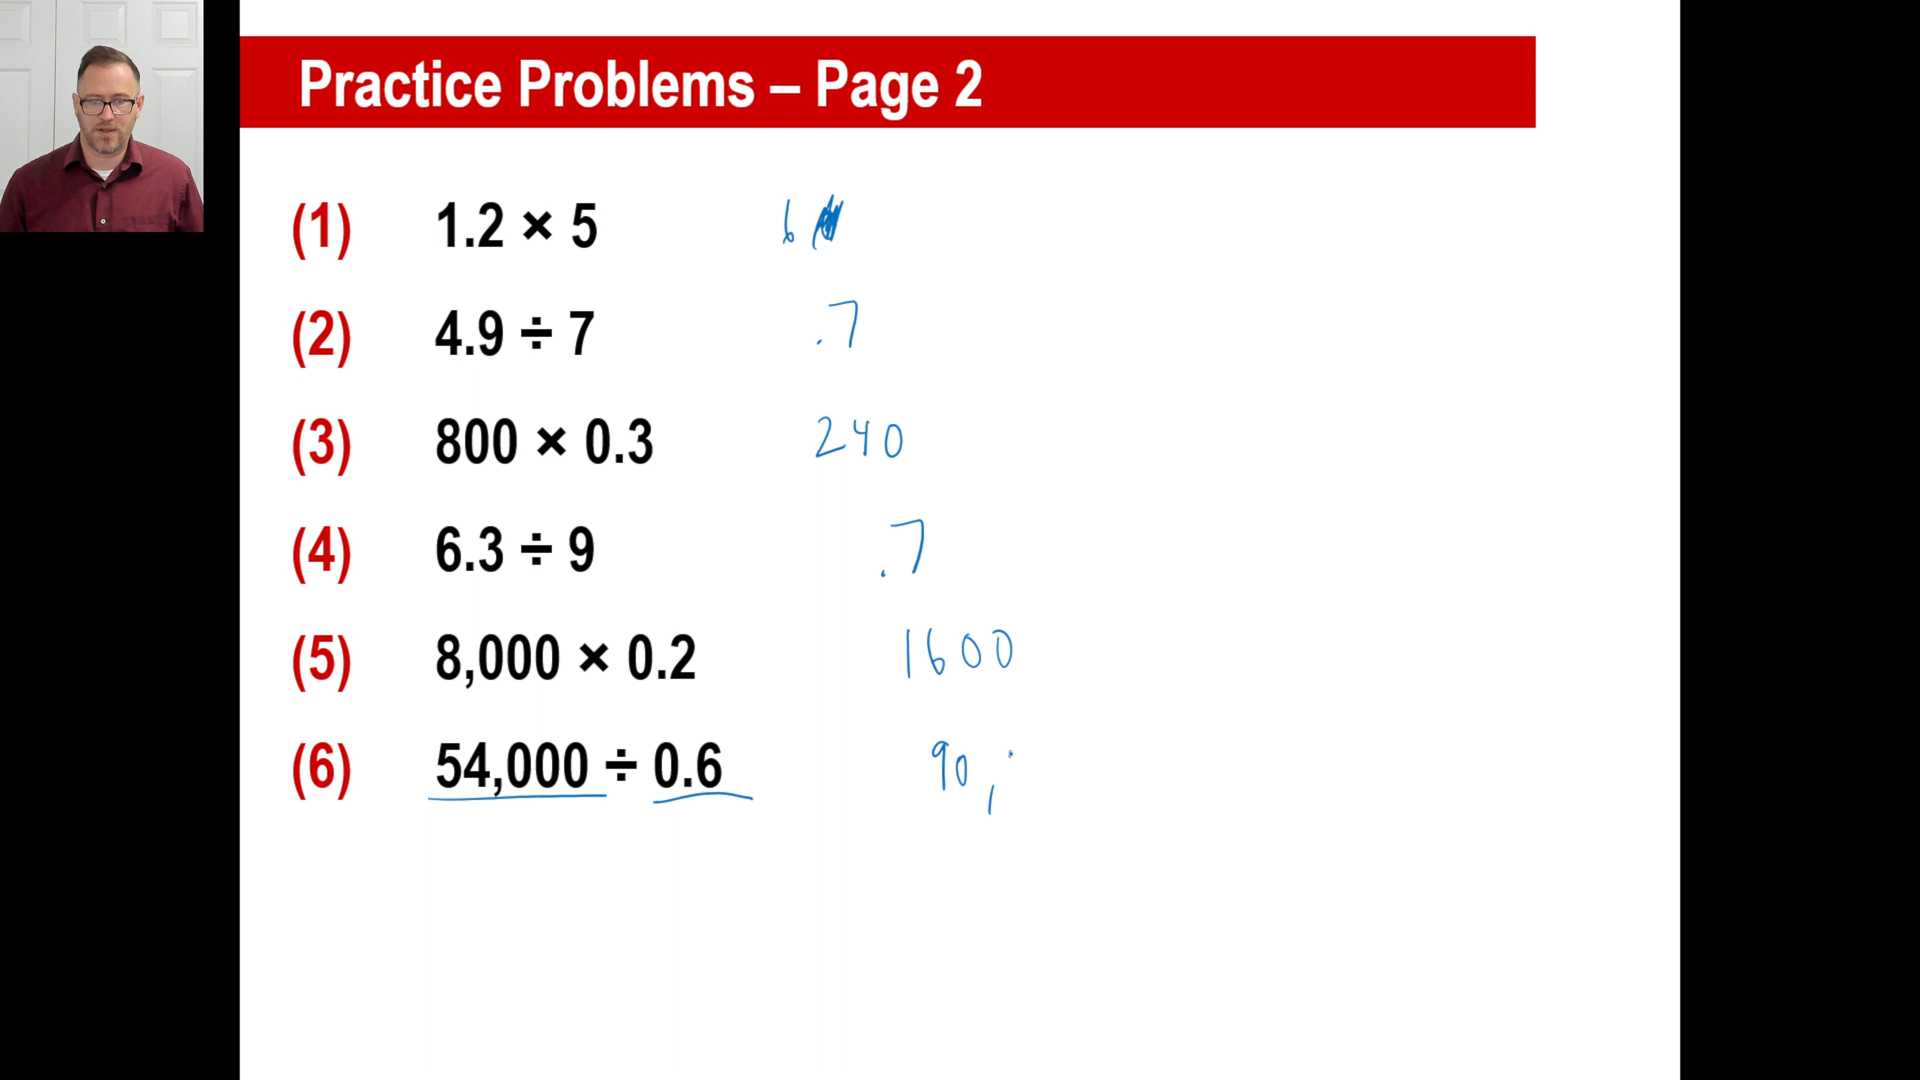 Practice Problems – Page 2
(1) 1.2 × 5 6
(2) 4.9 ÷ 7 .7
(3) 800 × 0.3 240
(4) 6.3 ÷ 9 .7
(5) 8,000 × 0.2 1600
(6) 54,000 ÷ 0.6 90,